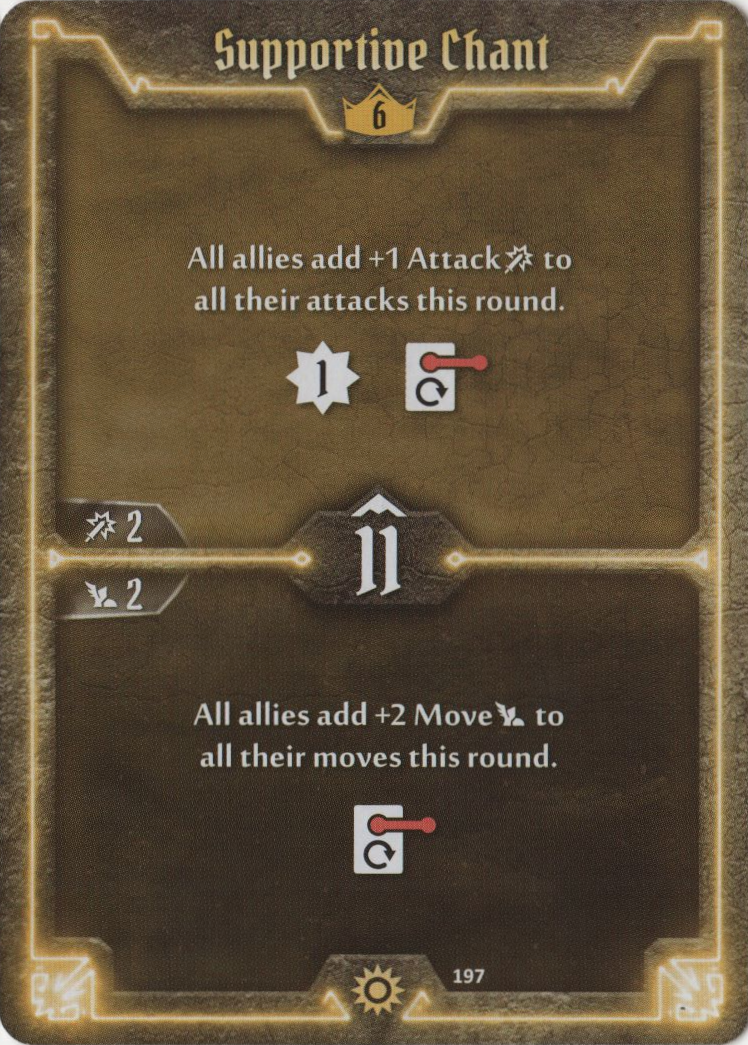 Supportive Chant
6
All allies add +1 Attack to
all their attacks this round.
1
2
11
2
All allies add +2 Move to
all their moves this round.
197